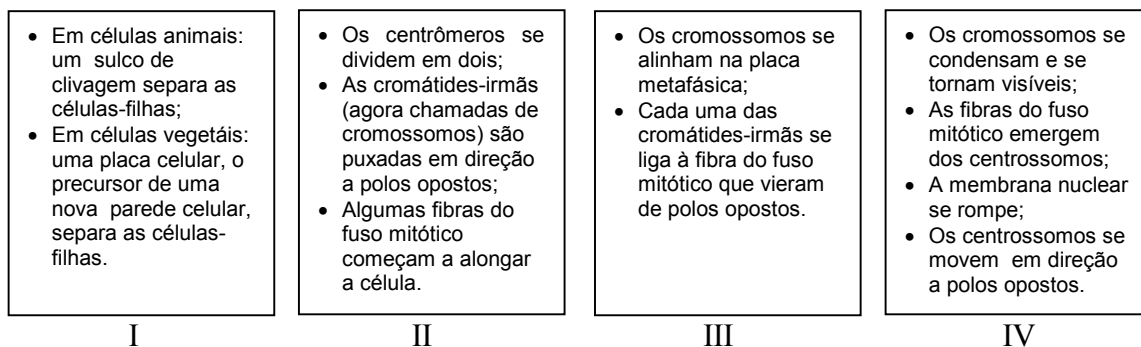 • Em células animais:
um sulco de
clivagem separa as
células-filhas;
• Em células vegetáis:
uma placa celular, o
precursor de uma
nova parede celular,
separa as células-
filhas.
I
• Os centrômeros se
dividem em dois;
• As cromátides-irmãs
(agora chamadas de
cromossomos) são
puxadas em direção
a polos opostos;
• Algumas fibras do
fuso mitótico
começam a alongar
a célula.
II
• Os cromossomos se
alinham na placa
metafásica;
• Cada uma das
cromátides-irmãs se
liga à fibra do fuso
mitótico que vieram
de polos opostos.
III
• Os cromossomos se
condensam e se
tornam visíveis;
• As fibras do fuso
mitótico emergem
dos centrossomos;
• A membrana nuclear
se rompe;
• Os centrossomos se
movem em direção
a polos opostos.
IV